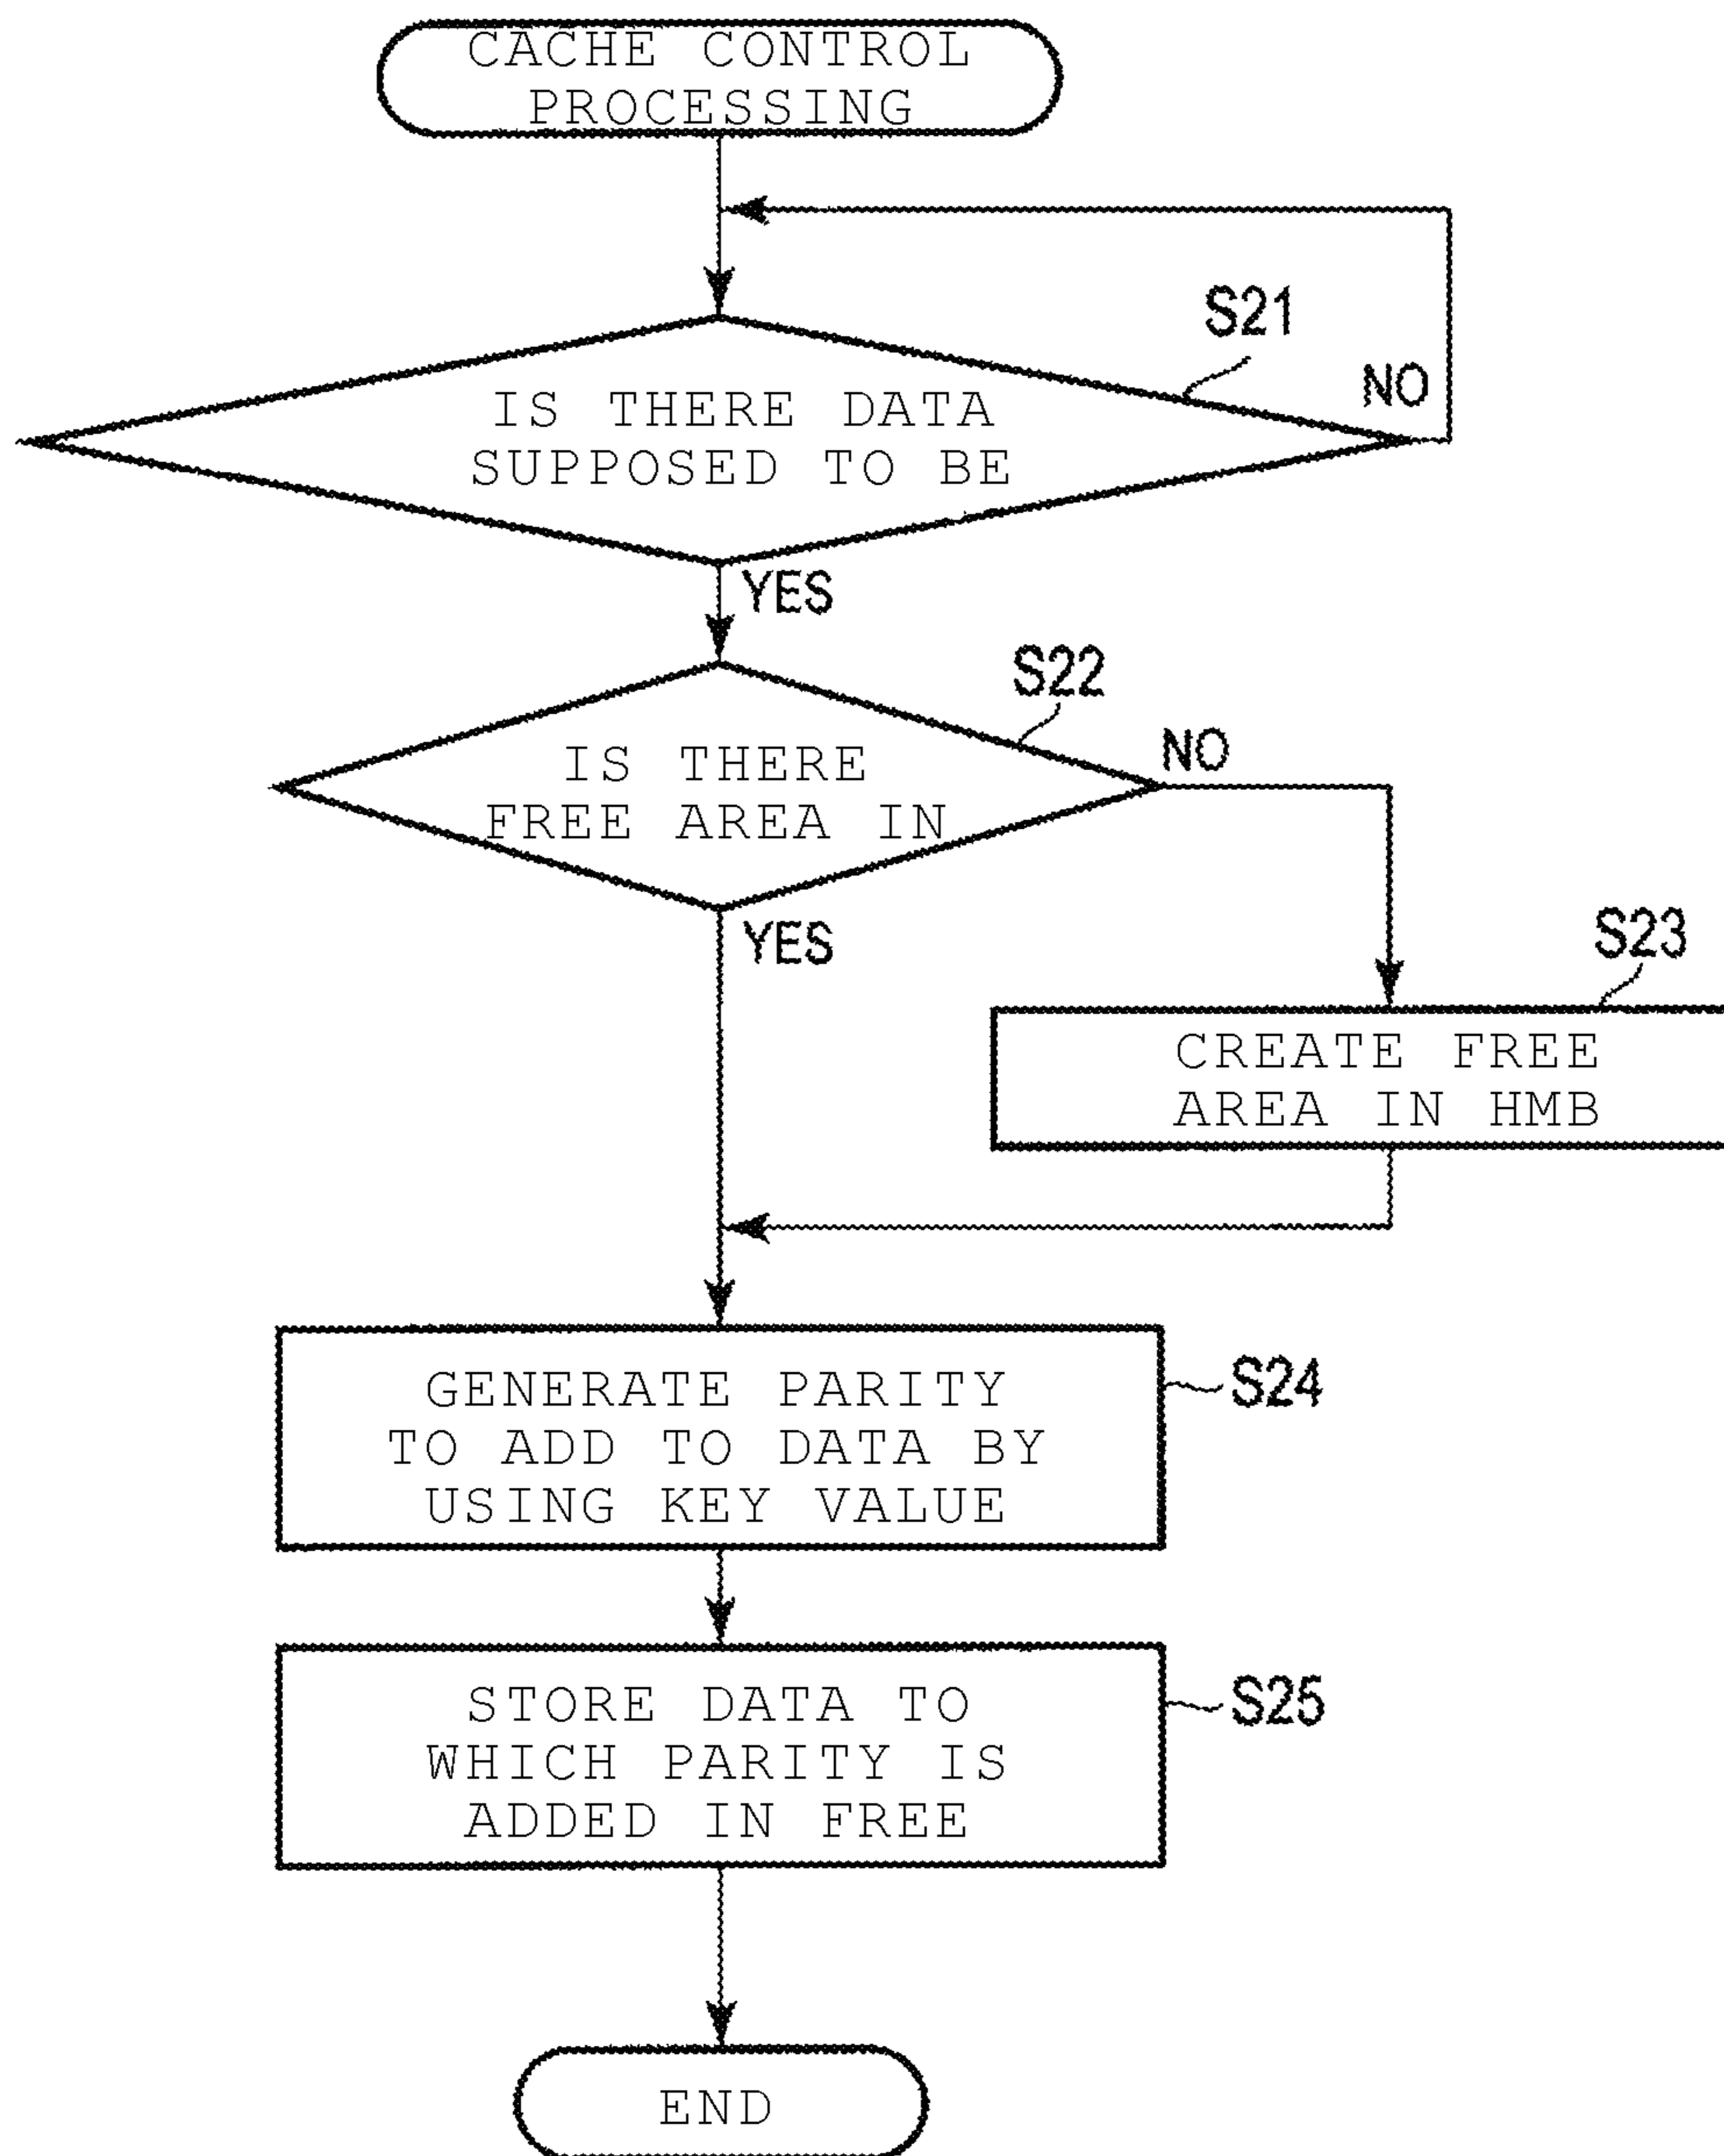 CACHE CONTROL
PROCESSING
S21
NO
IS THERE DATA
SUPPOSED TO BE
YES
S22
NO
IS THERE
FREE AREA IN
YES
S23
CREATE FREE
AREA IN HMB
GENERATE PARITY
TO ADD TO DATA BY
USING KEY VALUE
S24
STORE DATA TO
WHICH PARITY IS
ADDED IN FREE
S25
END